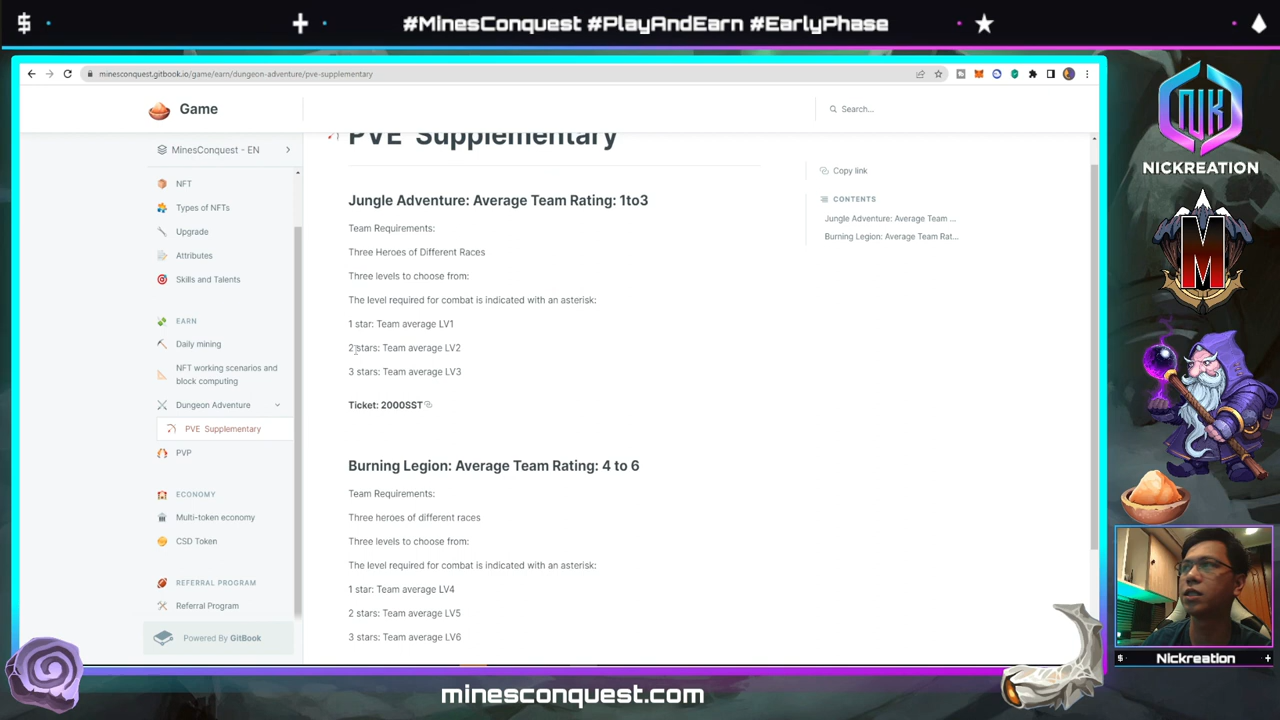 #MinesConquest #PlayAndEarn #EarlyPhase
minesconquest.gitbook.io/game/earn/dungeon-adventure/pve-supplementary
Game
Search...
MinesConquest - EN
NFT
Types of NFTs
Upgrade
Attributes
Skills and Talents
EARN
Daily mining
NFT working scenarios and
block computing
Dungeon Adventure
PVE Supplementary
PVP
ECONOMY
Multi-token economy
CSD Token
REFERRAL PROGRAM
Referral Program
Powered By GitBook
PVE Supplementary
Jungle Adventure: Average Team Rating: 1to3
Team Requirements:
Three Heroes of Different Races
Three levels to choose from:
The level required for combat is indicated with an asterisk:
1 star: Team average LV1
2 stars: Team average LV2
3 stars: Team average LV3
Ticket: 2000SST
Burning Legion: Average Team Rating: 4 to 6
Team Requirements:
Three heroes of different races
Three levels to choose from:
The level required for combat is indicated with an asterisk:
1 star: Team average LV4
2 stars: Team average LV5
3 stars: Team average LV6
Copy link
CONTENTS
Jungle Adventure: Average Team ...
Burning Legion: Average Team Rat...
NK
NICKREATION
M
$ Nickreation +
minesconquest.com